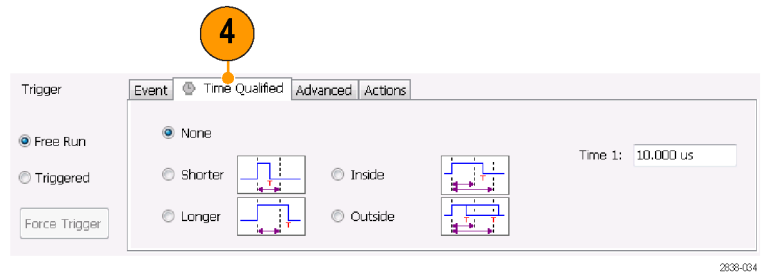 4
Trigger
Event Time Qualified Advanced Actions
Free Run
Triggered
Force Trigger
None
Shorter T Inside T
Longer T Outside T T
Time 1: 10.000 us
2838-034